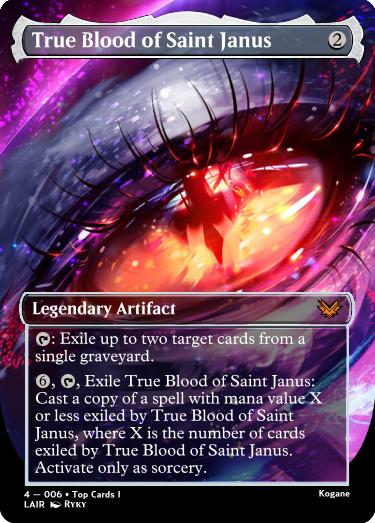 True Blood of Saint Janus 2
Legendary Artifact
: Exile up to two target cards from a
single graveyard.
6, , Exile True Blood of Saint Janus:
Cast a copy of a spell with mana value X
or less exiled by True Blood of Saint
Janus, where X is the number of cards
exiled by True Blood of Saint Janus.
Activate only as sorcery.
4 — 006 • Top Cards I Kogane
LAIR Ryky